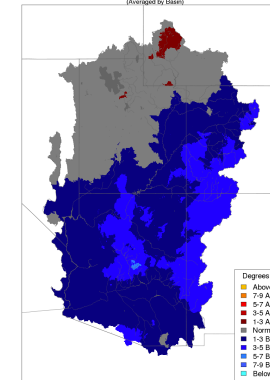 (Averaged by Basin)
Degrees
Above
7-9 A
5-7 A
3-5 A
1-3 A
Norm
1-3 B
3-5 B
5-7 B
7-9 B
Below